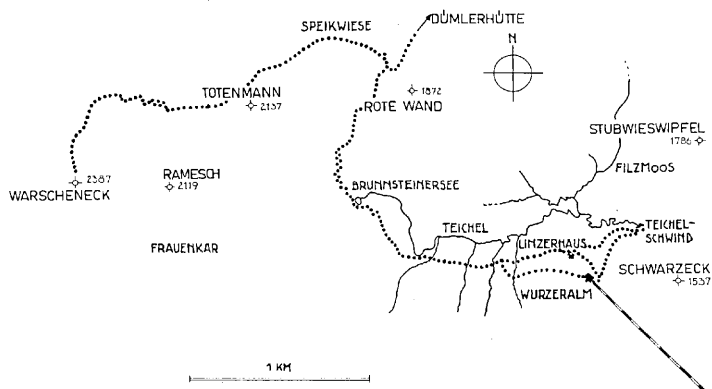 DÜMLERHÜTTE
SPEIKWIESE
N
TOTENMANN
2137
1872
ROTE WAND
STUBWIESWIPFEL
1786
FILZMOOS
2387
WARSCHENECK
RAMESCH
2119
BRUNNSTEINERSEE
TEICHEL
TEICHEL-
SCHWIND
LINZERHAUS
FRAUENKAR
SCHWARZECK
1537
WURZERALM
1 KM